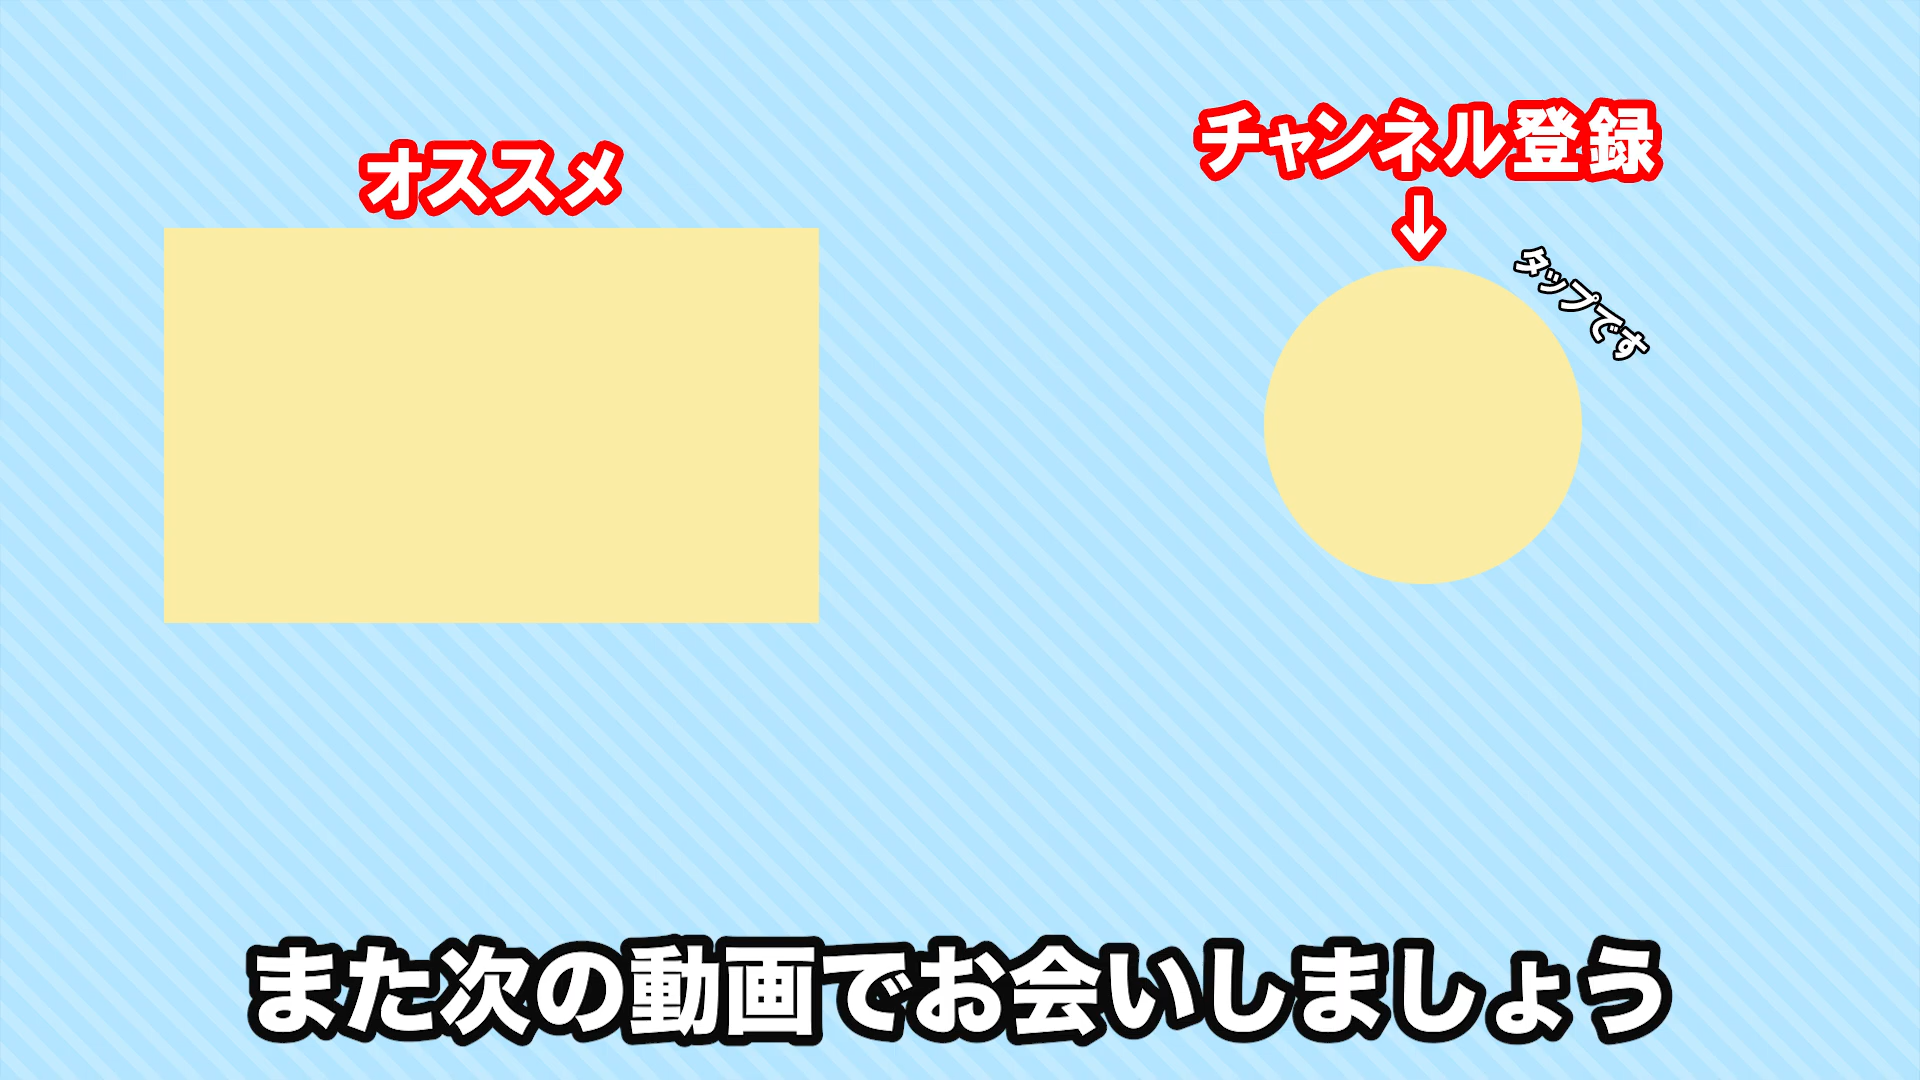 オススメ
チャンネル登録
↓
タップです
また次の動画でお会いしましょう